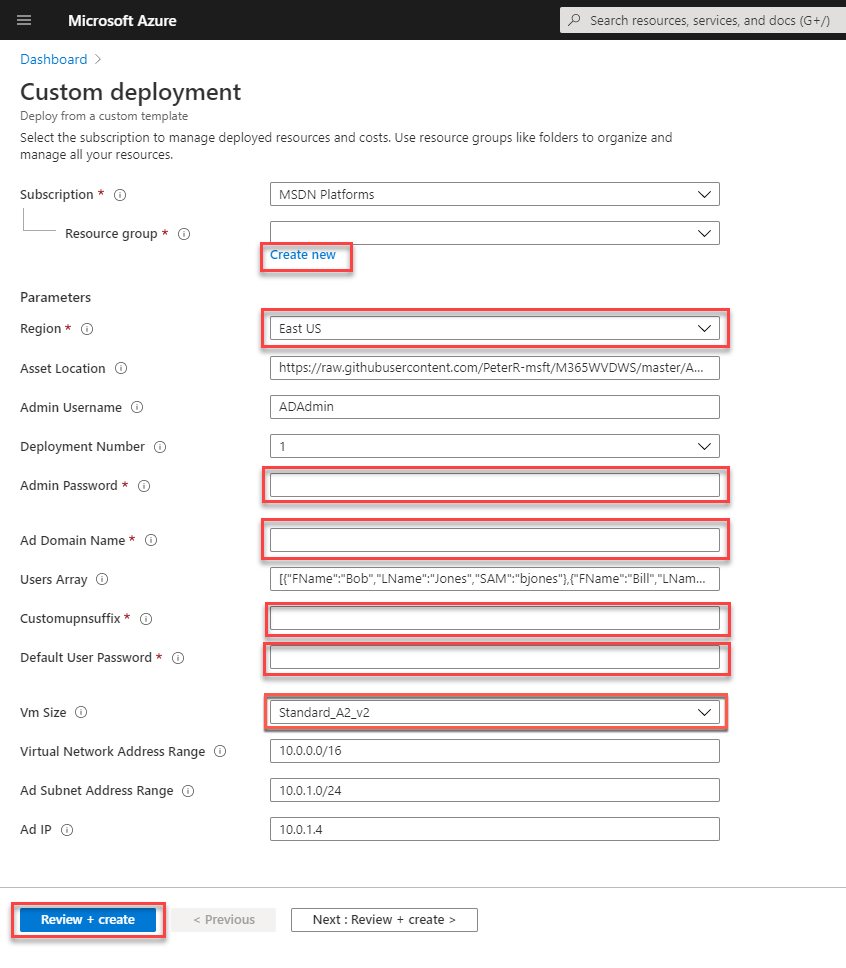 Microsoft Azure
Search resources, services, and docs (G+/)
Dashboard >
Custom deployment
Deploy from a custom template
Select the subscription to manage deployed resources and costs. Use resource groups like folders to organize and
manage all your resources.
Subscription *
MSDN Platforms
Resource group *
Create new
Parameters
Region *
East US
Asset Location
https://raw.githubusercontent.com/PeterR-msft/M365WVDWS/master/A...
Admin Username
ADAdmin
Deployment Number
1
Admin Password *
Ad Domain Name *
Users Array
[{"FName":"Bob","LName":"Jones","SAM":"bjones"},{"FName":"Bill","LNam...
Customupnsuffix *
Default User Password *
Vm Size
Standard_A2_v2
Virtual Network Address Range
10.0.0.0/16
Ad Subnet Address Range
10.0.1.0/24
Ad IP
10.0.1.4
Review + create
< Previous
Next : Review + create >